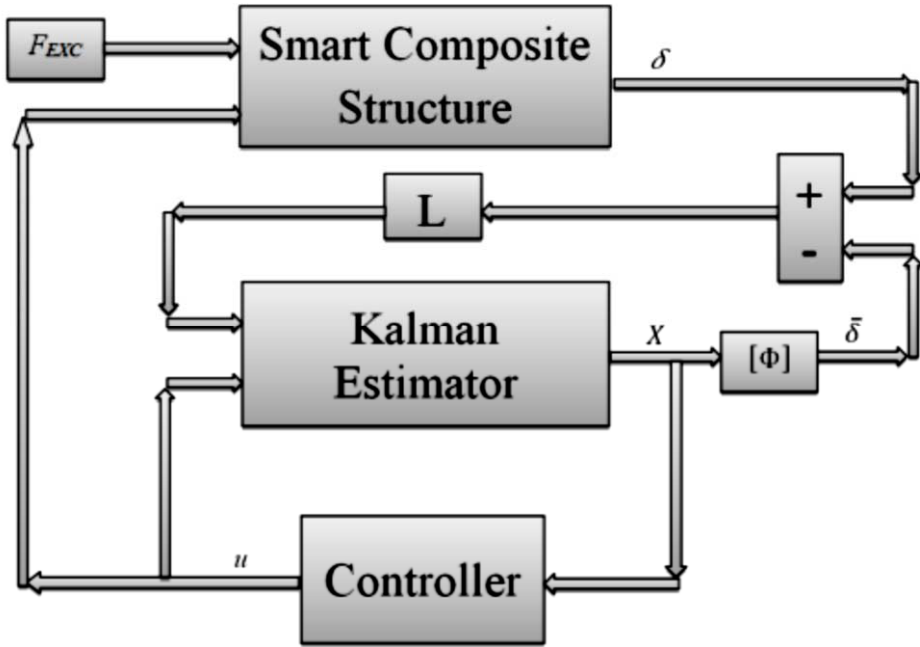 F_EXC
Smart Composite
Structure
δ
+
-
L
Kalman
Estimator
X
[Φ]
δ̄
u
Controller